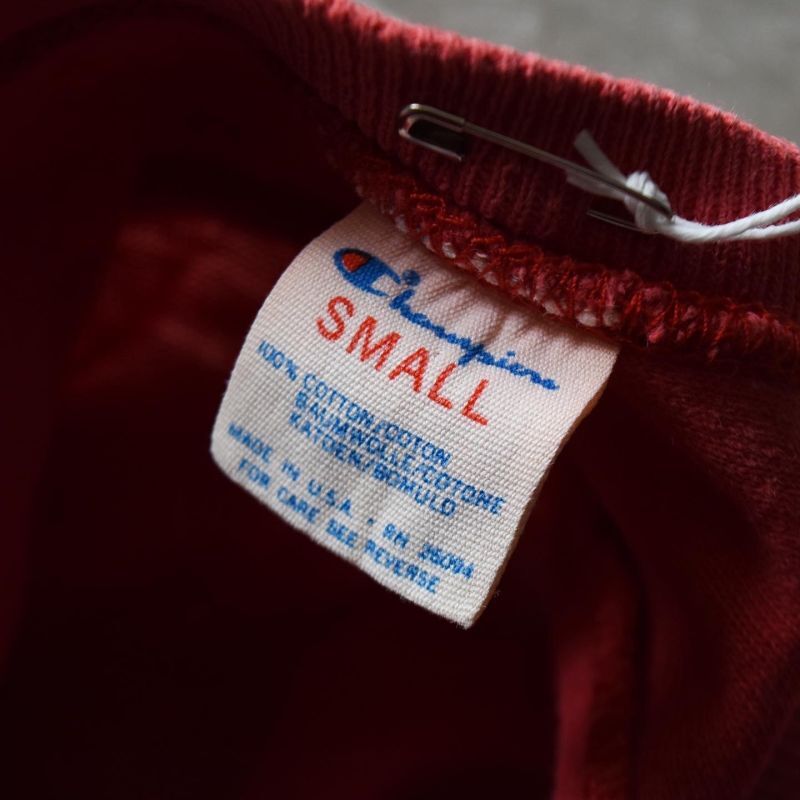 Champion
SMALL
100% COTTON/COTON
BAUMWOLLE/COTONE
KATOEN/BOMULD
MADE IN U.S.A. · RN 26094
FOR CARE SEE REVERSE